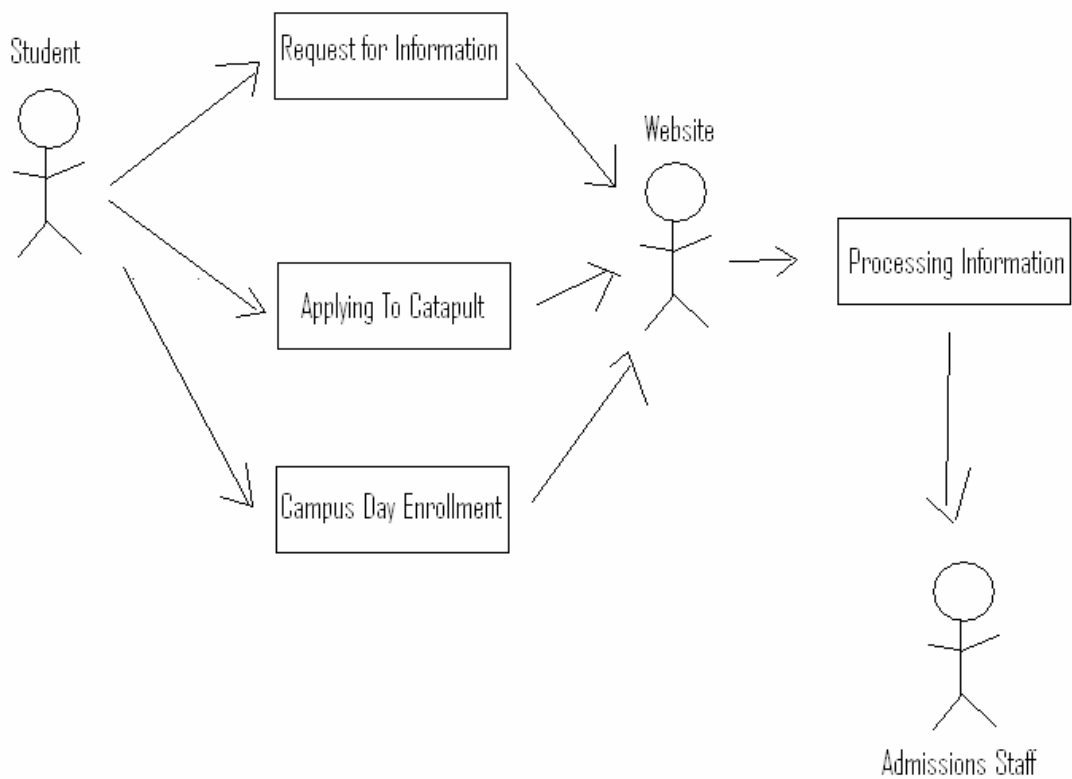 Student
Request for Information
Website
Processing Information
Applying To Catapult
Campus Day Enrollment
Admissions Staff